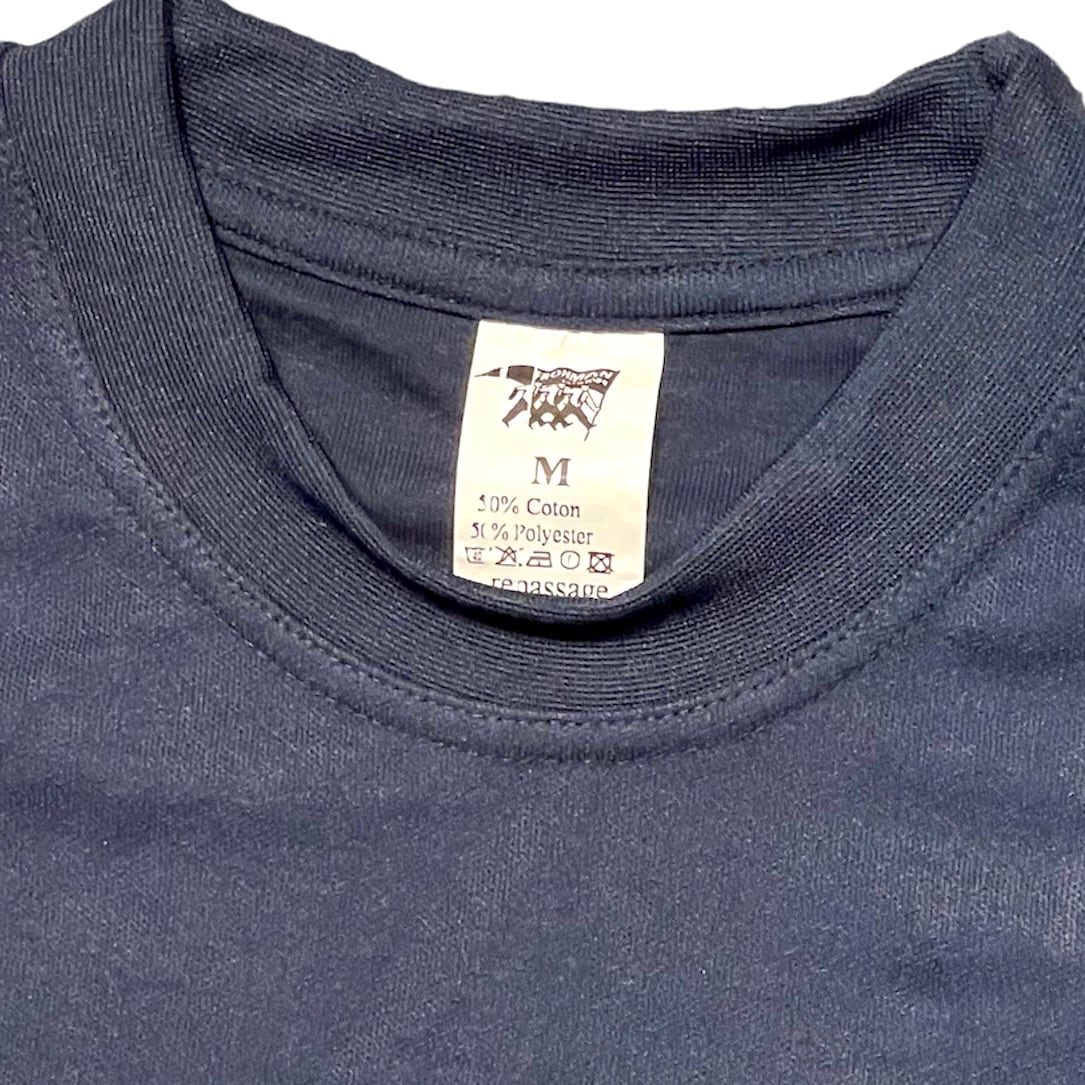 M
50% Coton
50% Polyester
repassage